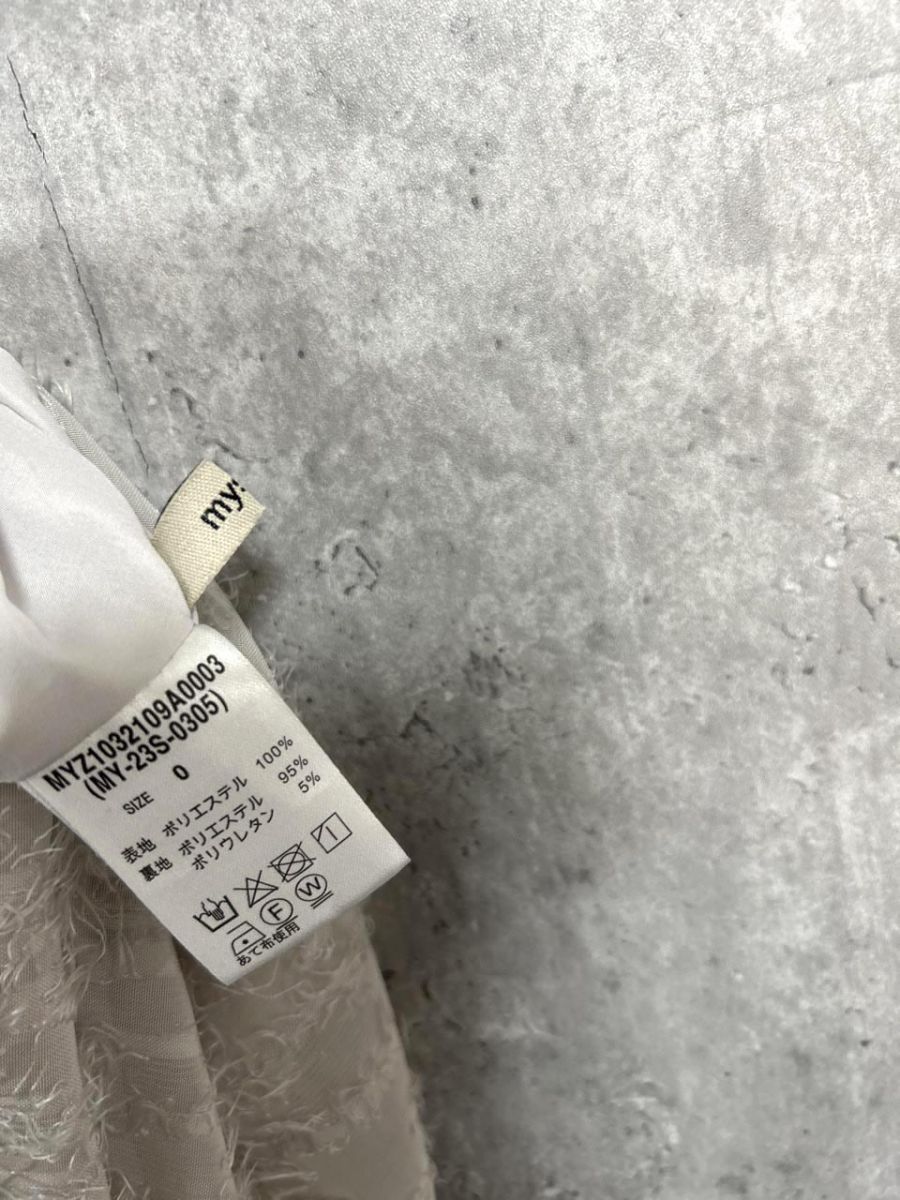 my
MYZ1032109A0003
(MY-23S-0305)
SIZE 0
表地 ポリエステル 100%
裏地 ポリエステル 95%
ポリウレタン 5%
F W
あて布使用